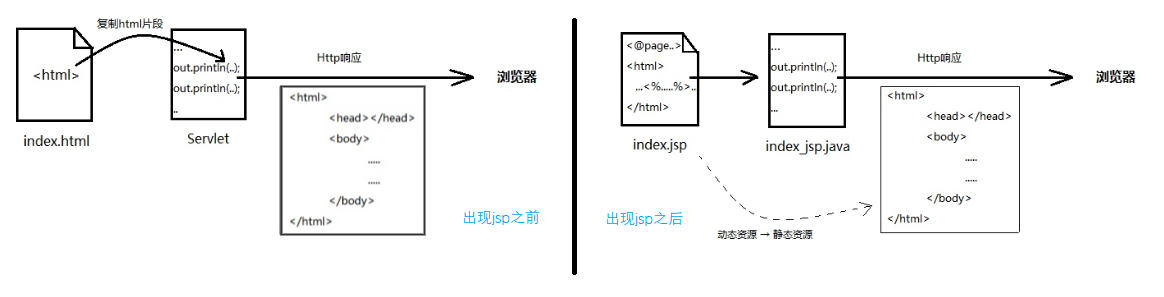 复制html片段
<html>
index.html
...
out.println(..);
out.println(..);
..
Servlet
Http响应
浏览器
<html>
<head></head>
<body>
.....
.....
</body>
</html>
出现jsp之前
<@page..>
<html>
...<%.....%>..
</html>
index.jsp
...
out.println(..);
out.println(..);
...
index_jsp.java
Http响应
浏览器
<html>
<head></head>
<body>
.....
.....
</body>
</html>
出现jsp之后
动态资源 → 静态资源